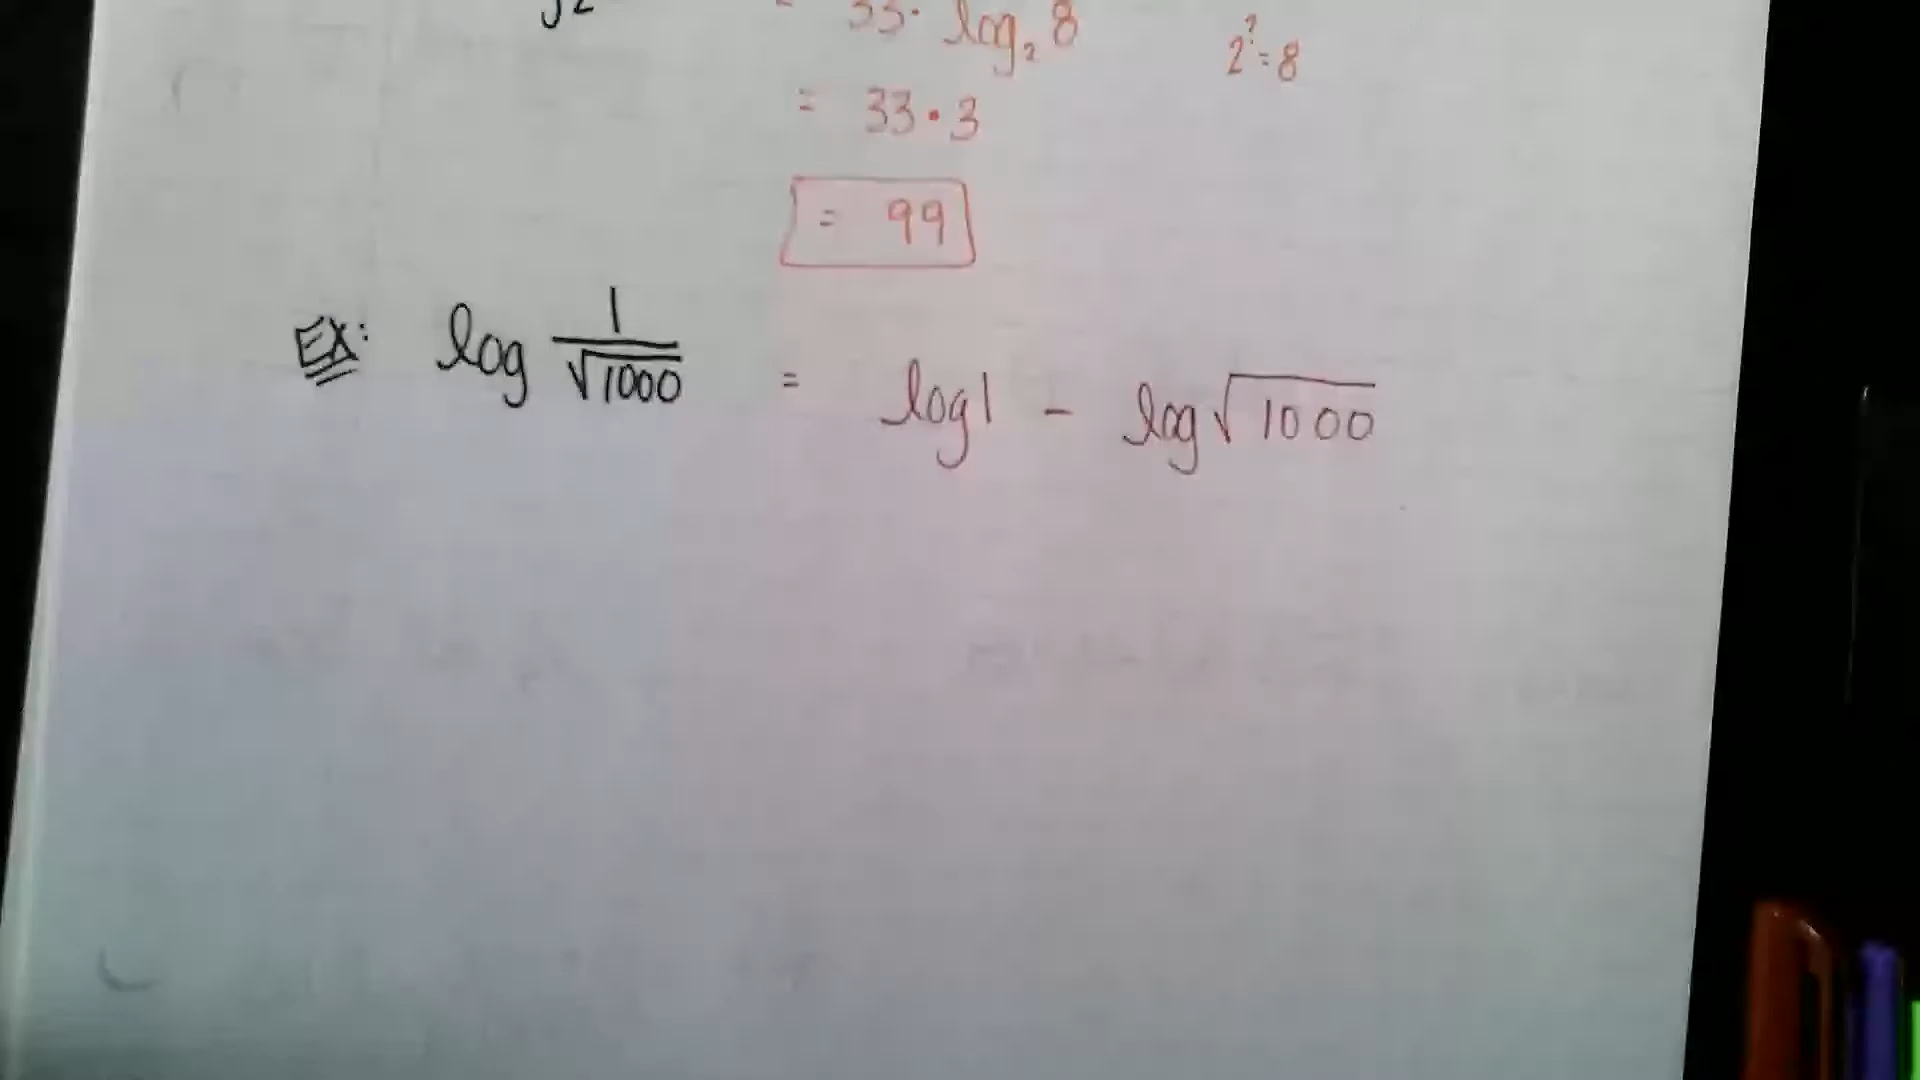 = 33 · log₂ 8 2^? = 8
= 33 · 3
= 99
EX: log 1/√1000 = log 1 - log √1000